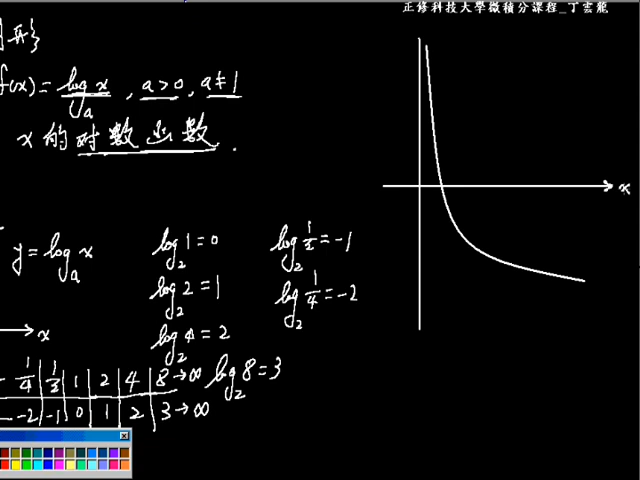 正修科技大學微積分課程_丁雲龍
f(x)=log_a x , a>0, a≠1
x 的对数函数.
y=log_a x
log_2 1=0
log_2 1/2=-1
log_2 2=1
log_2 1/4=-2
log_2 4=2
x
x
1/4 1/2 1 2 4 8→∞
log_2 8=3
-2 -1 0 1 2 3→∞